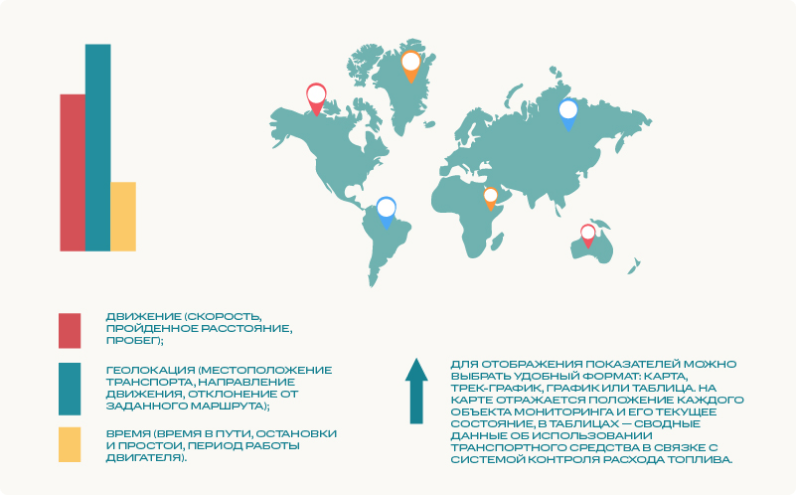 ДВИЖЕНИЕ (СКОРОСТЬ,
ПРОЙДЕННОЕ РАССТОЯНИЕ,
ПРОБЕГ);
ГЕОЛОКАЦИЯ (МЕСТОПОЛОЖЕНИЕ
ТРАНСПОРТА, НАПРАВЛЕНИЕ
ДВИЖЕНИЯ, ОТКЛОНЕНИЕ ОТ
ЗАДАННОГО МАРШРУТА);
ВРЕМЯ (ВРЕМЯ В ПУТИ, ОСТАНОВКИ
И ПРОСТОИ, ПЕРИОД РАБОТЫ
ДВИГАТЕЛЯ).
ДЛЯ ОТОБРАЖЕНИЯ ПОКАЗАТЕЛЕЙ МОЖНО
ВЫБРАТЬ УДОБНЫЙ ФОРМАТ: КАРТА,
ТРЕК-ГРАФИК, ГРАФИК ИЛИ ТАБЛИЦА. НА
КАРТЕ ОТРАЖАЕТСЯ ПОЛОЖЕНИЕ КАЖДОГО
ОБЪЕКТА МОНИТОРИНГА И ЕГО ТЕКУЩЕЕ
СОСТОЯНИЕ, В ТАБЛИЦАХ — СВОДНЫЕ
ДАННЫЕ ОБ ИСПОЛЬЗОВАНИИ
ТРАНСПОРТНОГО СРЕДСТВА В СВЯЗКЕ С
СИСТЕМОЙ КОНТРОЛЯ РАСХОДА ТОПЛИВА.